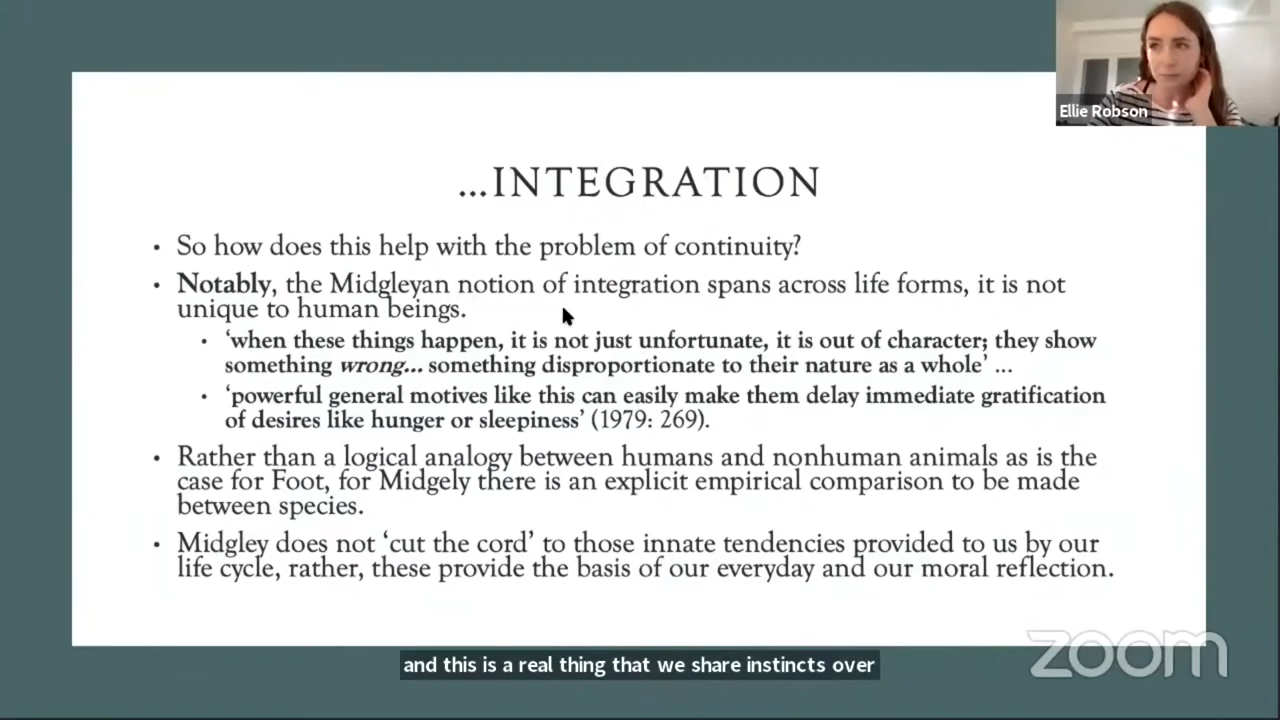 Ellie Robson
...INTEGRATION
• So how does this help with the problem of continuity?
• Notably, the Midgleyan notion of integration spans across life forms, it is not
unique to human beings.
• ‘when these things happen, it is not just unfortunate, it is out of character; they show
something wrong... something disproportionate to their nature as a whole’ ...
• ‘powerful general motives like this can easily make them delay immediate gratification
of desires like hunger or sleepiness’ (1979: 269).
• Rather than a logical analogy between humans and nonhuman animals as is the
case for Foot, for Midgely there is an explicit empirical comparison to be made
between species.
• Midgley does not ‘cut the cord’ to those innate tendencies provided to us by our
life cycle, rather, these provide the basis of our everyday and our moral reflection.
zoom
and this is a real thing that we share instincts over